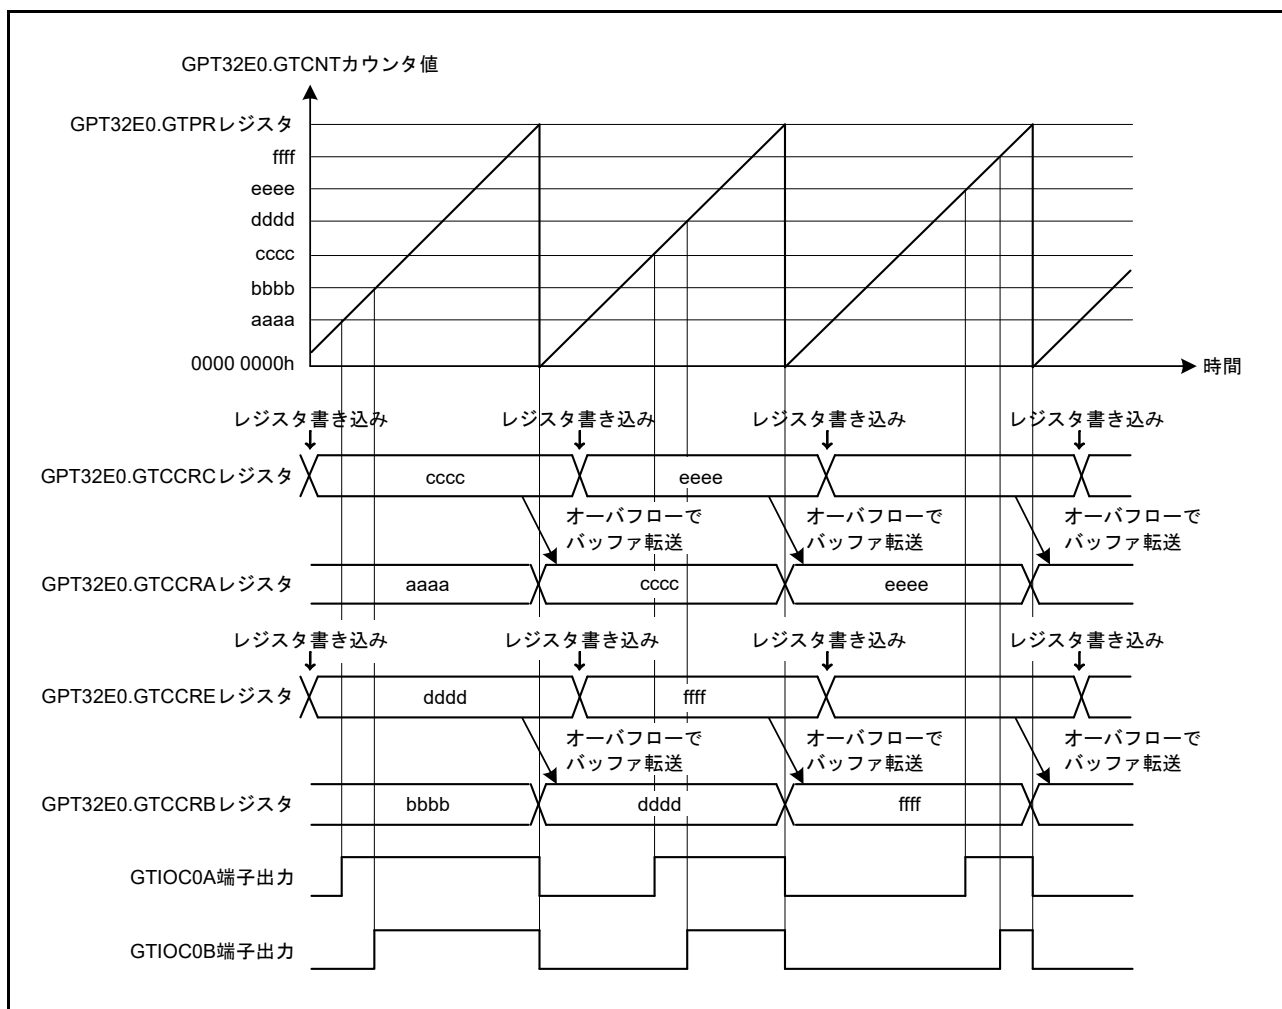 GPT32E0.GTCNTカウンタ値
GPT32E0.GTPRレジスタ
ffff
eeee
dddd
cccc
bbbb
aaaa
0000 0000h
時間
レジスタ書き込み レジスタ書き込み レジスタ書き込み レジスタ書き込み
GPT32E0.GTCCRCレジスタ cccc eeee
オーバフローで オーバフローで オーバフローで
バッファ転送 バッファ転送 バッファ転送
GPT32E0.GTCCRAレジスタ aaaa cccc eeee
レジスタ書き込み レジスタ書き込み レジスタ書き込み レジスタ書き込み
GPT32E0.GTCCREレジスタ dddd ffff
オーバフローで オーバフローで オーバフローで
バッファ転送 バッファ転送 バッファ転送
GPT32E0.GTCCRBレジスタ bbbb dddd ffff
GTIOC0A端子出力
GTIOC0B端子出力